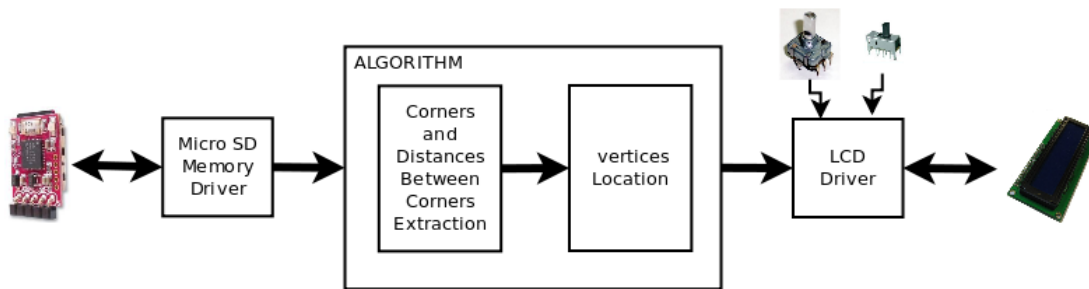 ALGORITHM
Micro SD
Memory
Driver
Corners
and
Distances
Between
Corners
Extraction
vertices
Location
LCD
Driver